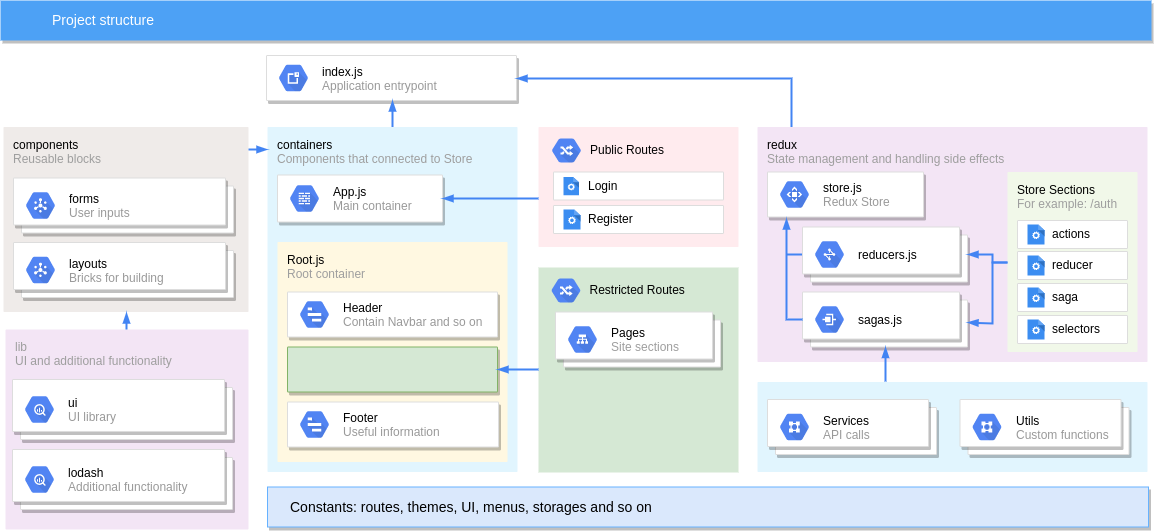 Project structure
index.js
Application entrypoint
components
Reusable blocks
forms
User inputs
layouts
Bricks for building
lib
UI and additional functionality
ui
UI library
lodash
Additional functionality
containers
Components that connected to Store
App.js
Main container
Root.js
Root container
Header
Contain Navbar and so on
Footer
Useful information
Public Routes
Login
Register
Restricted Routes
Pages
Site sections
redux
State management and handling side effects
store.js
Redux Store
reducers.js
sagas.js
Store Sections
For example: /auth
actions
reducer
saga
selectors
Services
API calls
Utils
Custom functions
Constants: routes, themes, UI, menus, storages and so on